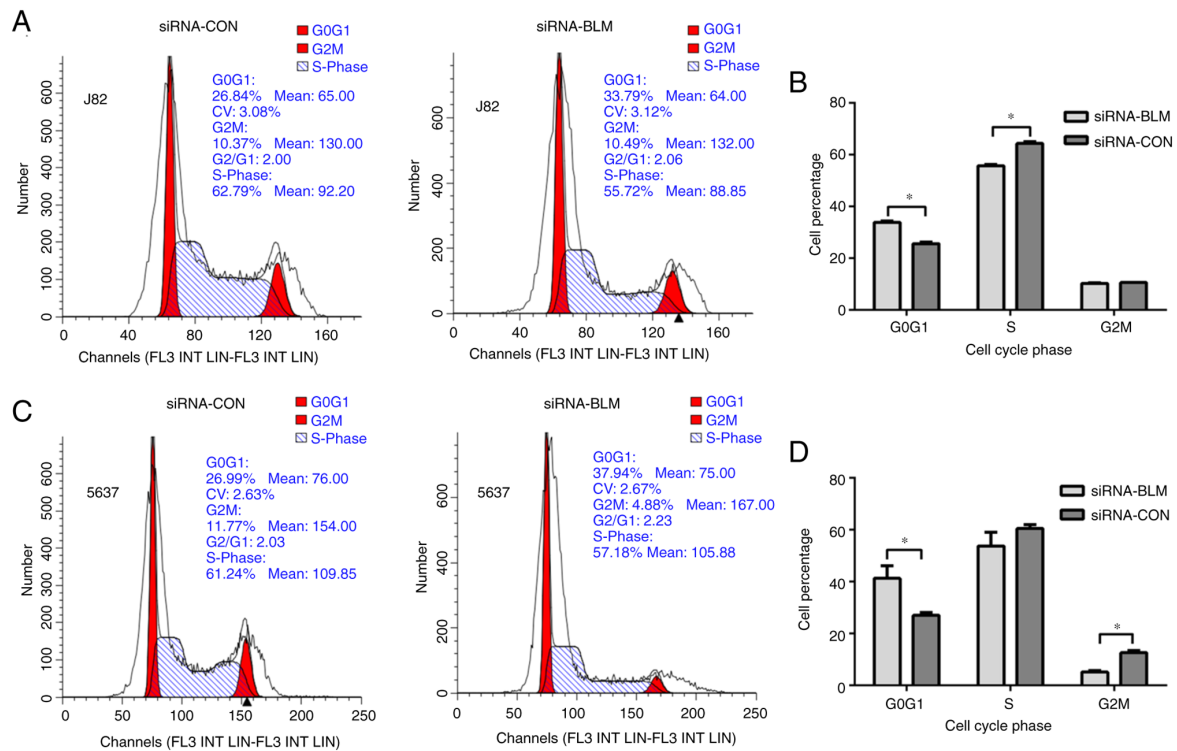 A
siRNA-CON
G0G1
G2M
S-Phase
J82
G0G1:
26.84% Mean: 65.00
CV: 3.08%
G2M:
10.37% Mean: 130.00
G2/G1: 2.00
S-Phase:
62.79% Mean: 92.20
Number
600
500
400
300
200
100
0
0 40 80 120 160
Channels (FL3 INT LIN-FL3 INT LIN)
siRNA-BLM
G0G1
G2M
S-Phase
J82
G0G1:
33.79% Mean: 64.00
CV: 3.12%
G2M:
10.49% Mean: 132.00
G2/G1: 2.06
S-Phase:
55.72% Mean: 88.85
Number
600
400
200
0
0 40 80 120 160
Channels (FL3 INT LIN-FL3 INT LIN)
B
siRNA-BLM
siRNA-CON
Cell percentage
80
60
40
20
0
*
*
G0G1 S G2M
Cell cycle phase
C
siRNA-CON
G0G1
G2M
S-Phase
5637
G0G1:
26.99% Mean: 76.00
CV: 2.63%
G2M:
11.77% Mean: 154.00
G2/G1: 2.03
S-Phase:
61.24% Mean: 109.85
Number
600
500
400
300
200
100
0
0 50 100 150 200 250
Channels (FL3 INT LIN-FL3 INT LIN)
siRNA-BLM
G0G1
G2M
S-Phase
5637
G0G1:
37.94% Mean: 75.00
CV: 2.67%
G2M: 4.88% Mean: 167.00
G2/G1: 2.23
S-Phase:
57.18% Mean: 105.88
Number
600
400
200
0
0 50 100 150 200 250
Channels (FL3 INT LIN-FL3 INT LIN)
D
siRNA-BLM
siRNA-CON
Cell percentage
80
60
40
20
0
*
*
G0G1 S G2M
Cell cycle phase